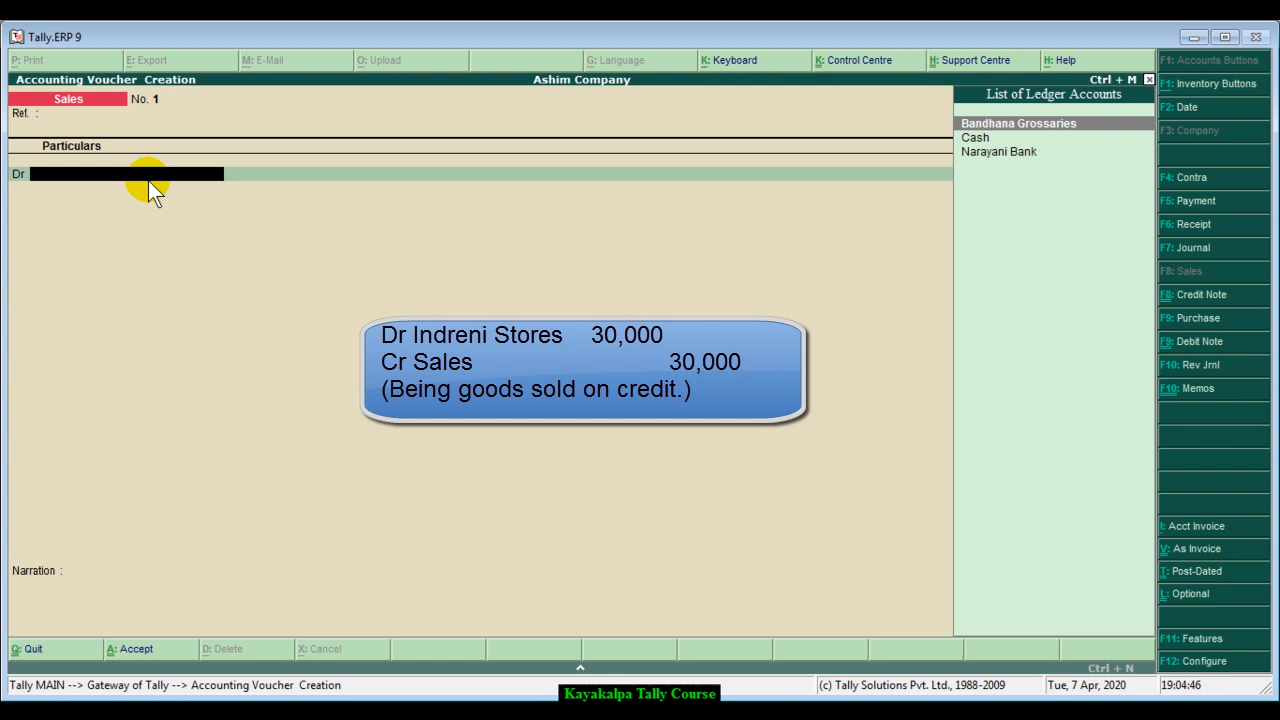 Tally.ERP 9
P: Print E: Export M: E-Mail O: Upload G: Language K: Keyboard K: Control Centre H: Support Centre H: Help
Accounting Voucher Creation Ashim Company Ctrl + M
Sales No. 1
Ref. :
Particulars
Dr
List of Ledger Accounts
Bandhana Grossaries
Cash
Narayani Bank
Dr Indreni Stores 30,000
Cr Sales 30,000
(Being goods sold on credit.)
Narration :
F1: Accounts Buttons
F1: Inventory Buttons
F2: Date
F3: Company
F4: Contra
F5: Payment
F6: Receipt
F7: Journal
F8: Sales
F8: Credit Note
F9: Purchase
F9: Debit Note
F10: Rev Jrnl
F10: Memos
I: Acct Invoice
V: As Invoice
T: Post-Dated
L: Optional
F11: Features
F12: Configure
Q: Quit A: Accept D: Delete X: Cancel
Ctrl + N
Tally MAIN --> Gateway of Tally --> Accounting Voucher Creation (c) Tally Solutions Pvt. Ltd., 1988-2009 Tue, 7 Apr, 2020 19:04:46
Kayakalpa Tally Course